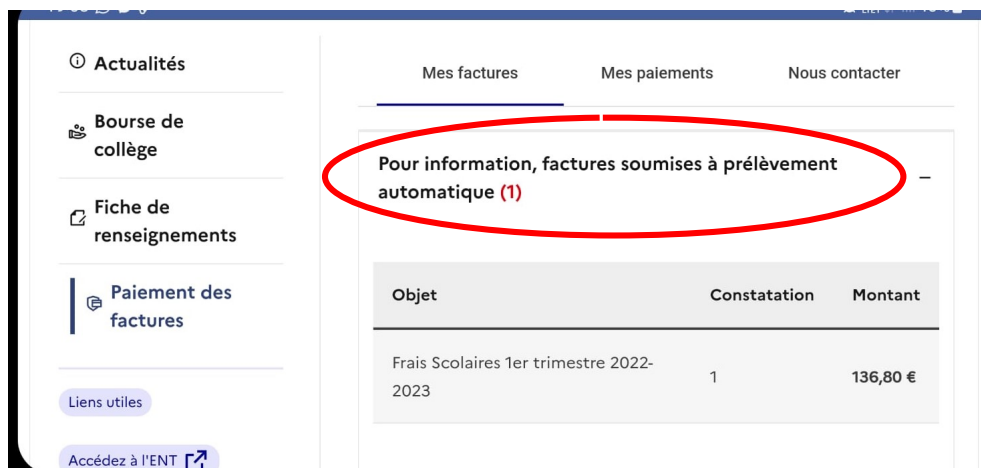 Actualités
Bourse de
collège
Fiche de
renseignements
Paiement des
factures
Liens utiles
Accédez à l'ENT
Mes factures Mes paiements Nous contacter
Pour information, factures soumises à prélèvement
automatique (1)
Objet Constatation Montant
Frais Scolaires 1er trimestre 2022-
2023 1 136,80 €